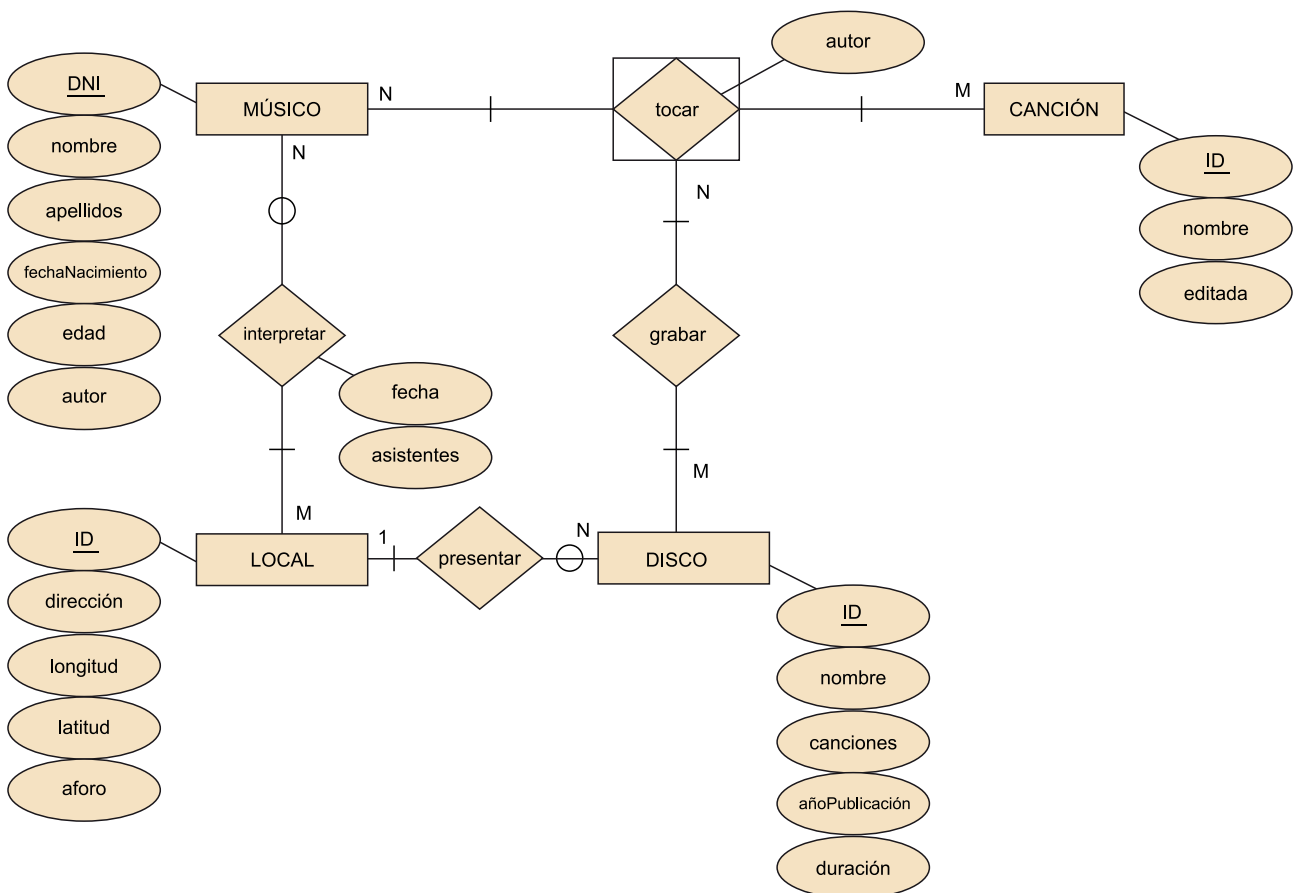 autor
DNI
MÚSICO
N
tocar
M
CANCIÓN
nombre
N
ID
apellidos
N
nombre
fechaNacimiento
editada
edad
interpretar
grabar
autor
fecha
asistentes
M
M
ID
LOCAL
1
presentar
N
DISCO
dirección
ID
longitud
nombre
latitud
canciones
aforo
añoPublicación
duración